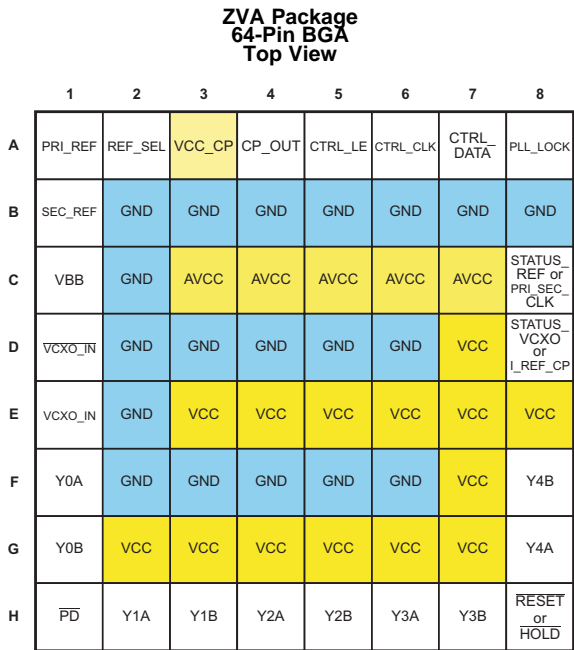 ZVA Package
64-Pin BGA
Top View
1 2 3 4 5 6 7 8
A PRI_REF REF_SEL VCC_CP CP_OUT CTRL_LE CTRL_CLK CTRL_ DATA PLL_LOCK
B SEC_REF GND GND GND GND GND GND GND
C VBB GND AVCC AVCC AVCC AVCC AVCC STATUS_ REF or PRI_SEC_ CLK
D VCXO_IN GND GND GND GND GND VCC STATUS_ VCXO or I_REF_CP
E VCXO_IN GND VCC VCC VCC VCC VCC VCC
F Y0A GND GND GND GND GND VCC Y4B
G Y0B VCC VCC VCC VCC VCC VCC Y4A
H PD Y1A Y1B Y2A Y2B Y3A Y3B RESET or HOLD